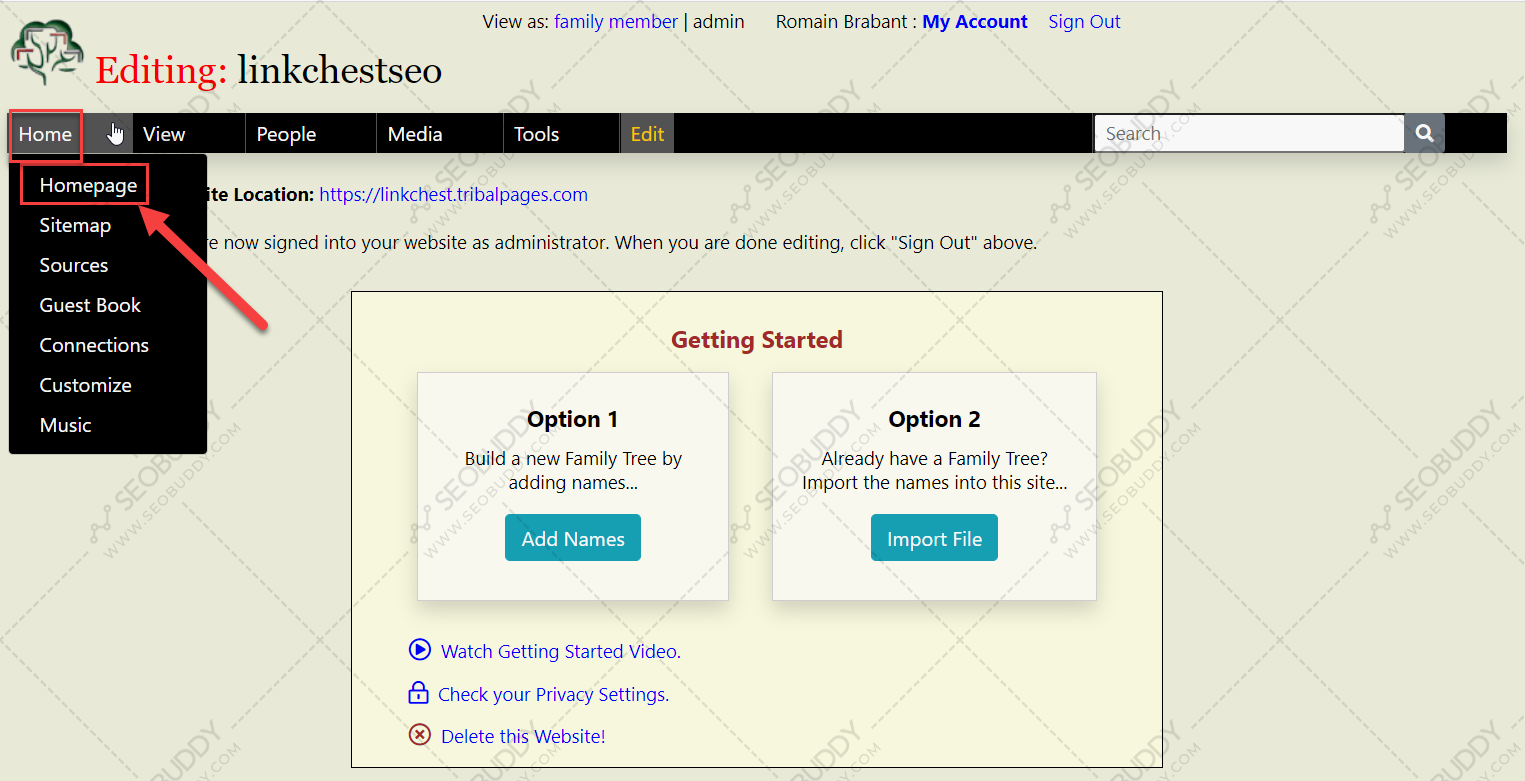 View as: family member | admin Romain Brabant : My Account Sign Out
Editing: linkchestseo
Home View People Media Tools Edit Search
Homepage
Sitemap
Sources
Guest Book
Connections
Customize
Music
ite Location: https://linkchest.tribalpages.com
re now signed into your website as administrator. When you are done editing, click "Sign Out" above.
Getting Started
Option 1
Build a new Family Tree by
adding names...
Add Names
Option 2
Already have a Family Tree?
Import the names into this site...
Import File
Watch Getting Started Video.
Check your Privacy Settings.
Delete this Website!
SEOBUDDY
WWW.SEOBUDDY.COM